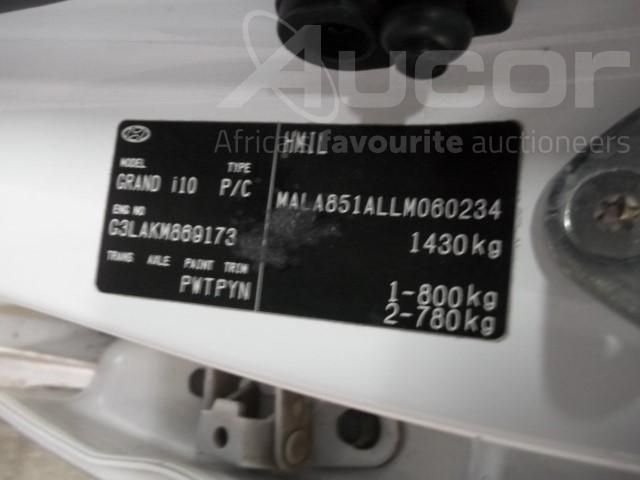 Aucor
Africa's favourite auctioneers
HMIL
MODEL TYPE
GRAND i10 P/C
MALA851ALLM060234
ENG NO
G3LAKM869173
1430kg
TRANS AXLE PAINT TRIM
PWTPYN
1-800kg
2-780kg